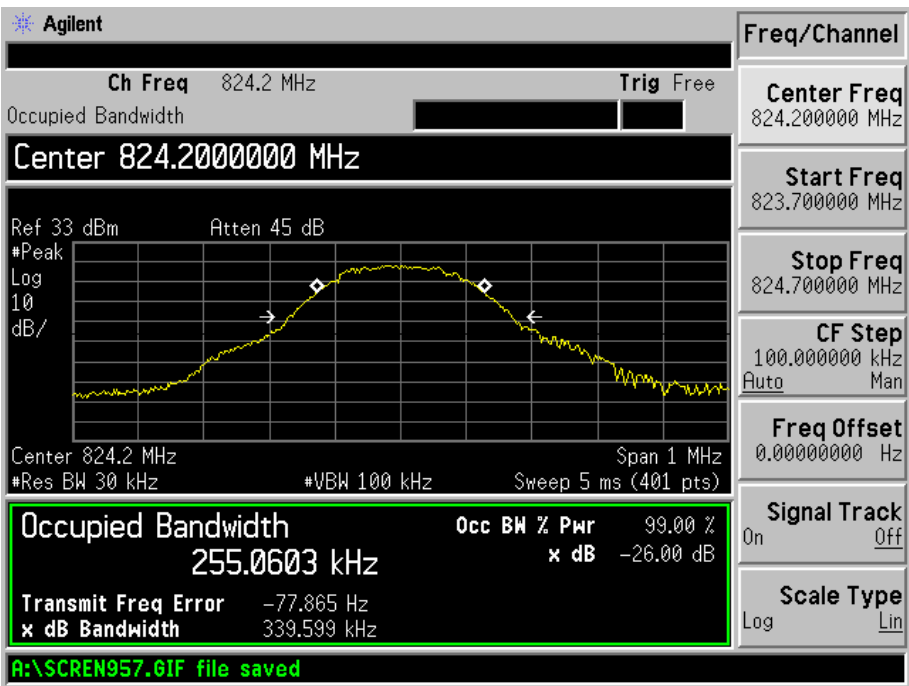 Agilent
Freq/Channel
Ch Freq 824.2 MHz Trig Free
Occupied Bandwidth
Center 824.2000000 MHz
Ref 33 dBm Atten 45 dB
#Peak
Log
10
dB/
Center 824.2 MHz Span 1 MHz
#Res BW 30 kHz #VBW 100 kHz Sweep 5 ms (401 pts)
Occupied Bandwidth Occ BW % Pwr 99.00 %
255.0603 kHz x dB -26.00 dB
Transmit Freq Error -77.865 Hz
x dB Bandwidth 339.599 kHz
A:\SCREN957.GIF file saved
Center Freq
824.200000 MHz
Start Freq
823.700000 MHz
Stop Freq
824.700000 MHz
CF Step
100.000000 kHz
Auto Man
Freq Offset
0.00000000 Hz
Signal Track
On Off
Scale Type
Log Lin